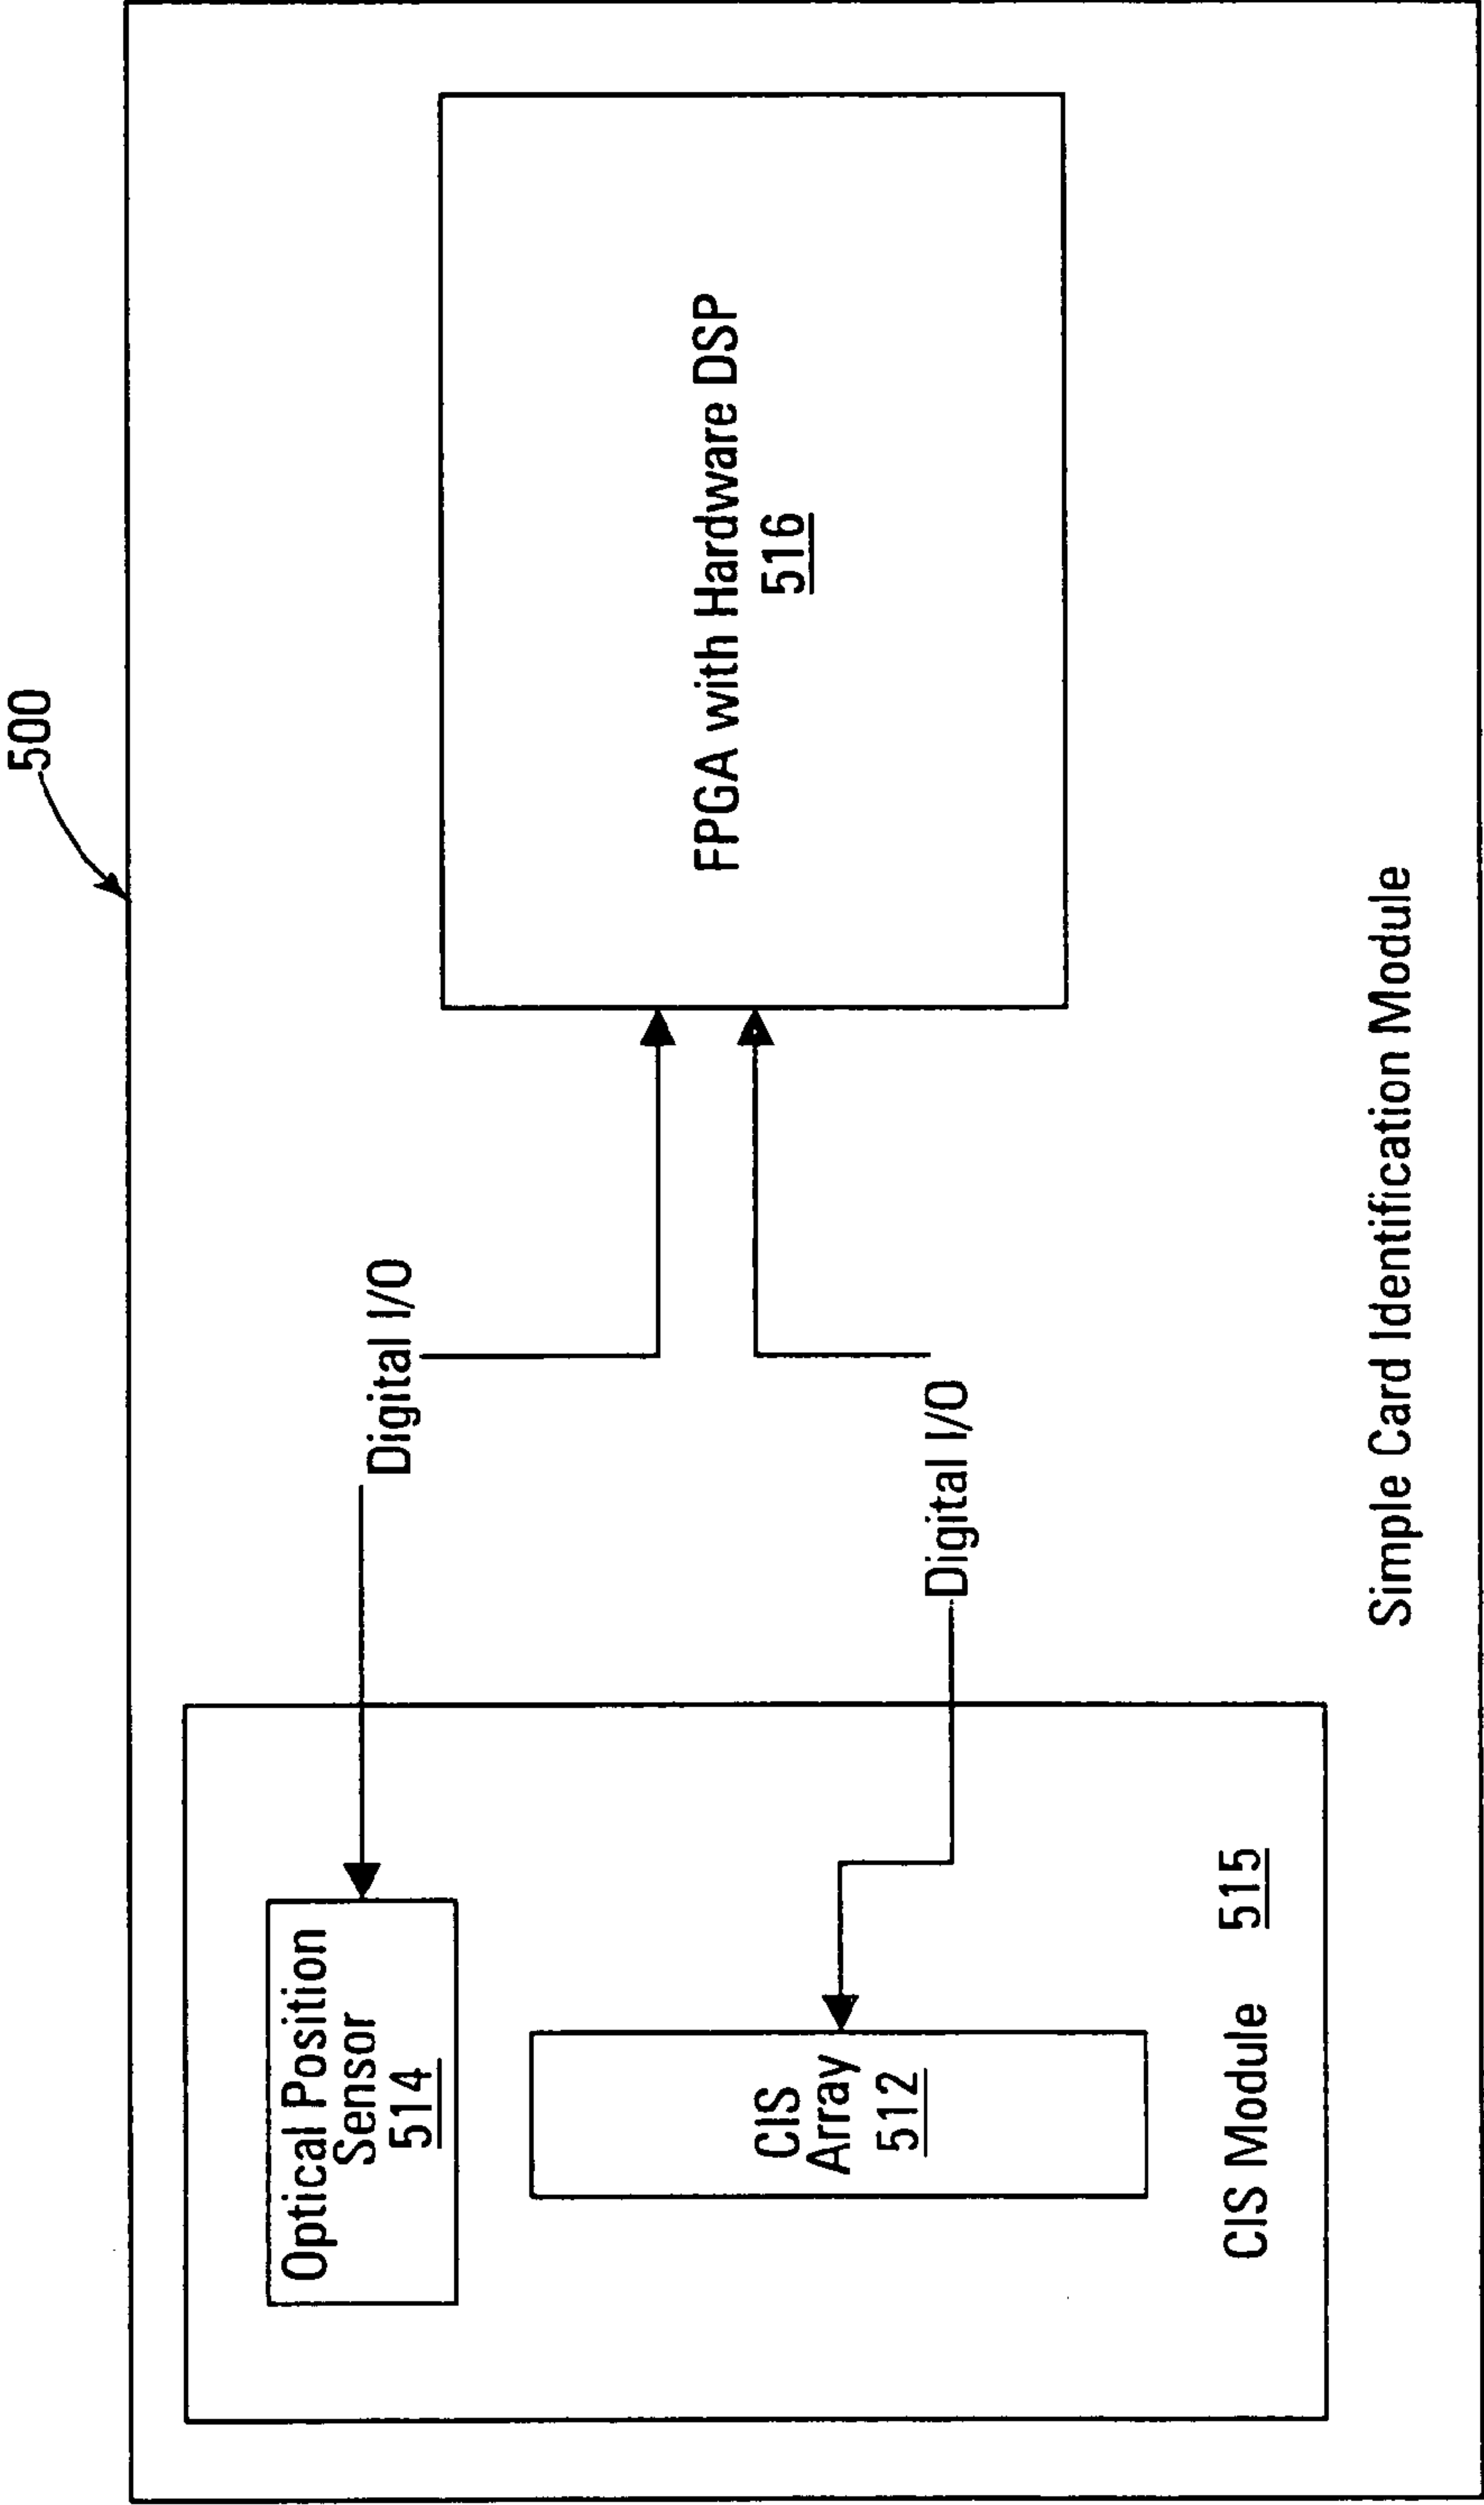 500
Optical Position
Sensor
514
Digital I/O
FPGA with Hardware DSP
516
CIS
Array
512
Digital I/O
CIS Module 515
Simple Card Identification Module